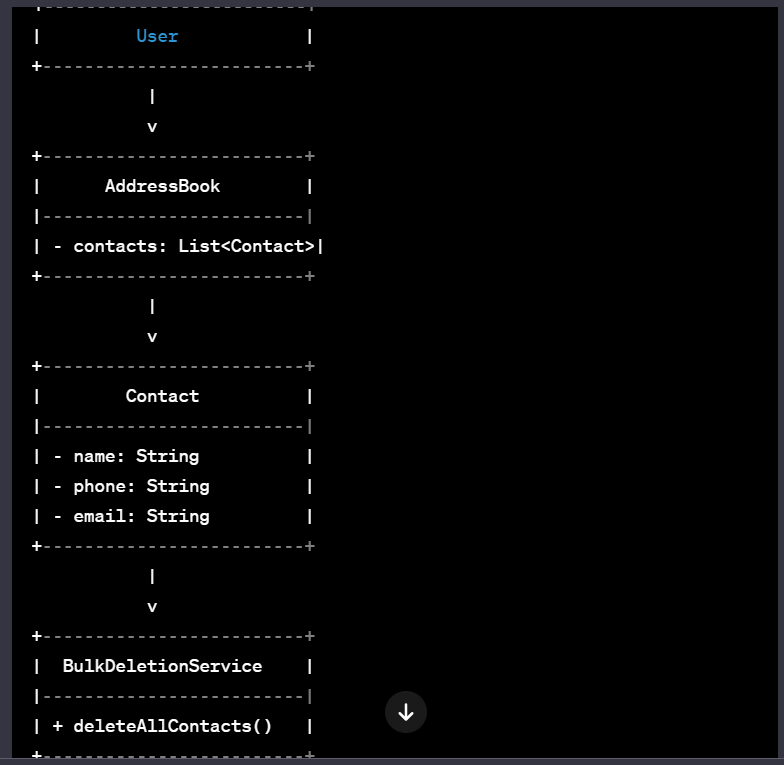 |------------------------|
|         User            |
+-------------------------+
           |
           v
+-------------------------+
|      AddressBook        |
|-------------------------|
| - contacts: List<Contact>|
+-------------------------+
           |
           v
+-------------------------+
|        Contact          |
|-------------------------|
| - name: String          |
| - phone: String         |
| - email: String         |
+-------------------------+
           |
           v
+-------------------------+
|  BulkDeletionService    |
|-------------------------|
| + deleteAllContacts()   |
+-------------------------+